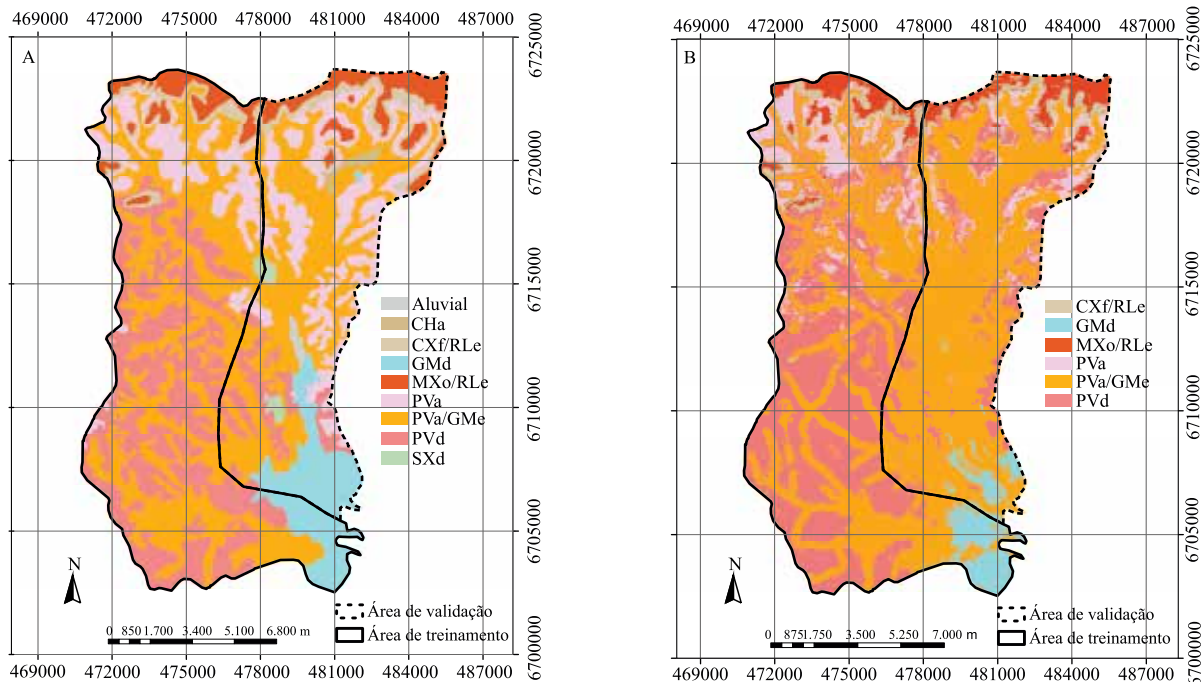 469000 472000 475000 478000 481000 484000 487000
A
6725000
6720000
6715000
6710000
6705000
6700000
Aluvial
CHa
CXf/RLe
GMd
MXo/RLe
PVa
PVa/GMe
PVd
SXd
N
Área de validação
Área de treinamento
0 850 1.700 3.400 5.100 6.800 m
469000 472000 475000 478000 481000 484000 487000
469000 472000 475000 478000 481000 484000 487000
B
6725000
6720000
6715000
6710000
6705000
6700000
CXf/RLe
GMd
MXo/RLe
PVa
PVa/GMe
PVd
N
Área de validação
Área de treinamento
0 875 1.750 3.500 5.250 7.000 m
469000 472000 475000 478000 481000 484000 487000